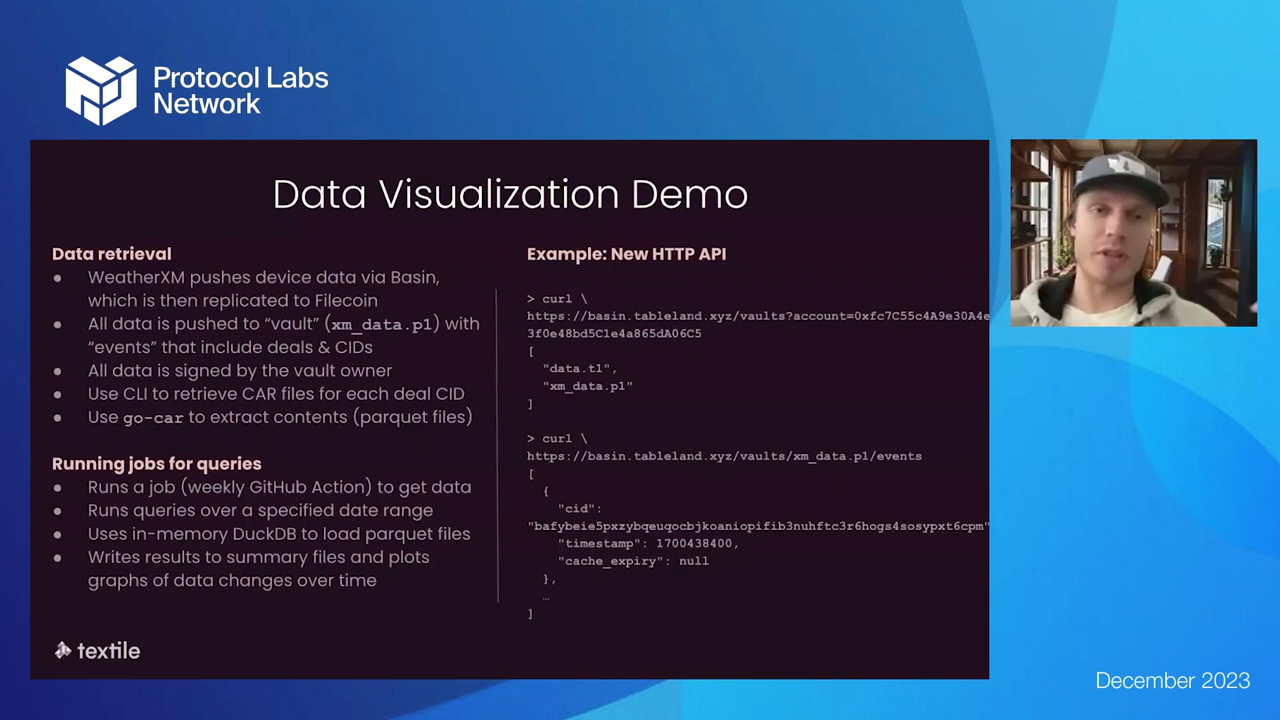 Protocol Labs
Network
Data Visualization Demo
Data retrieval
● WeatherXM pushes device data via Basin,
which is then replicated to Filecoin
● All data is pushed to “vault” (xm_data.p1) with
“events” that include deals & CIDs
● All data is signed by the vault owner
● Use CLI to retrieve CAR files for each deal CID
● Use go-car to extract contents (parquet files)
Running jobs for queries
● Runs a job (weekly GitHub Action) to get data
● Runs queries over a specified date range
● Uses in-memory DuckDB to load parquet files
● Writes results to summary files and plots
graphs of data changes over time
Example: New HTTP API
> curl \
https://basin.tableland.xyz/vaults?account=0xfc7C55c4A9e30A4e
3f0e48bd5C1e4a865dA06C5
[
"data.t1",
"xm_data.p1"
]
> curl \
https://basin.tableland.xyz/vaults/xm_data.p1/events
[
{
"cid":
"bafybeie5pxzybqeuqocbjkoaniopifib3nuhftc3r6hogs4sosypxt6cpm"
"timestamp": 1700438400,
"cache_expiry": null
},
…
]
textile
December 2023